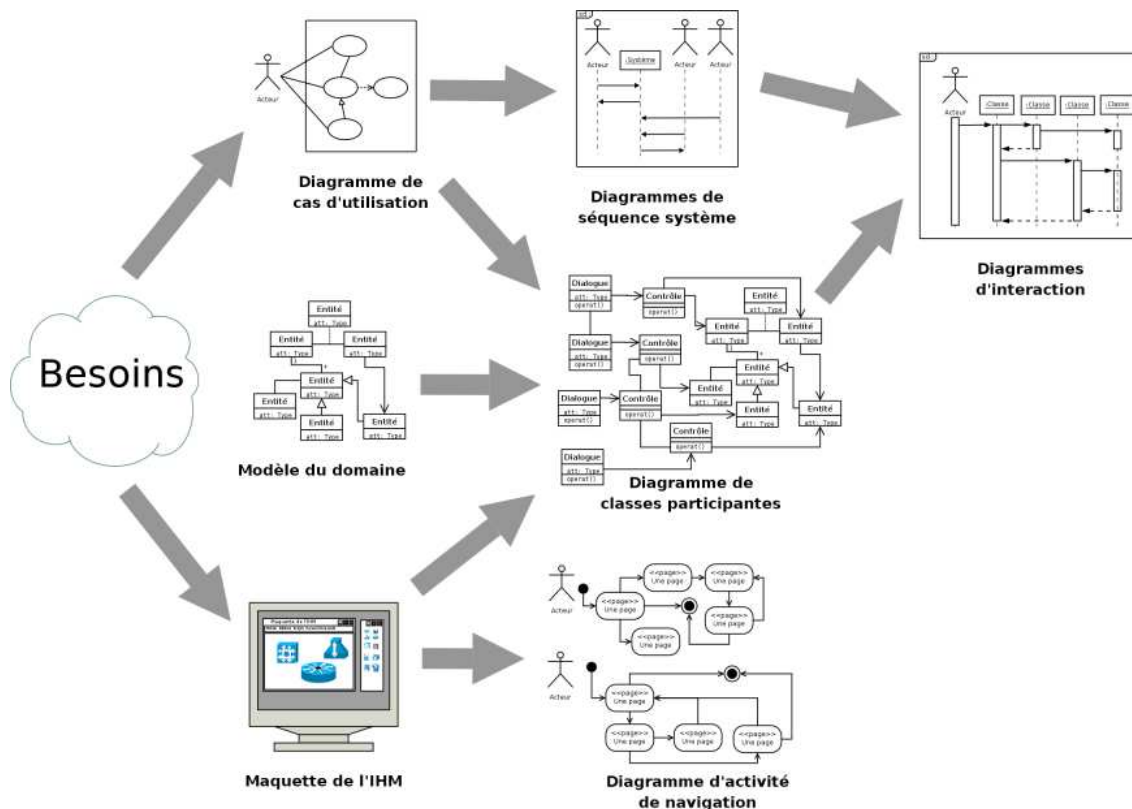 Besoins
Acteur
Diagramme de
cas d'utilisation
sd:
Acteur
:Système
Acteur
Acteur
Diagrammes de
séquence système
sd:
Acteur
:Classe
:Classe
:Classe
:Classe
Diagrammes
d'interaction
Entité
att: Type
Entité
att: Type
Entité
att: Type
Entité
att: Type
Entité
att: Type
Entité
att: Type
Entité
att: Type
Modèle du domaine
Dialogue
att: Type
operat()
Contrôle
operat()
Entité
att: Type
Entité
att: Type
Entité
att: Type
Dialogue
att: Type
operat()
Contrôle
operat()
Entité
att: Type
Entité
att: Type
Dialogue
att: Type
operat()
Contrôle
operat()
Entité
att: Type
Entité
att: Type
Contrôle
operat()
Dialogue
att: Type
operat()
Diagramme de
classes participantes
Maquette de l'IHM
Maquette de l'IHM
Acteur
<<page>>
Une page
<<page>>
Une page
<<page>>
Une page
<<page>>
Une page
<<page>>
Une page
Acteur
<<page>>
Une page
<<page>>
Une page
<<page>>
Une page
<<page>>
Une page
Diagramme d'activité
de navigation